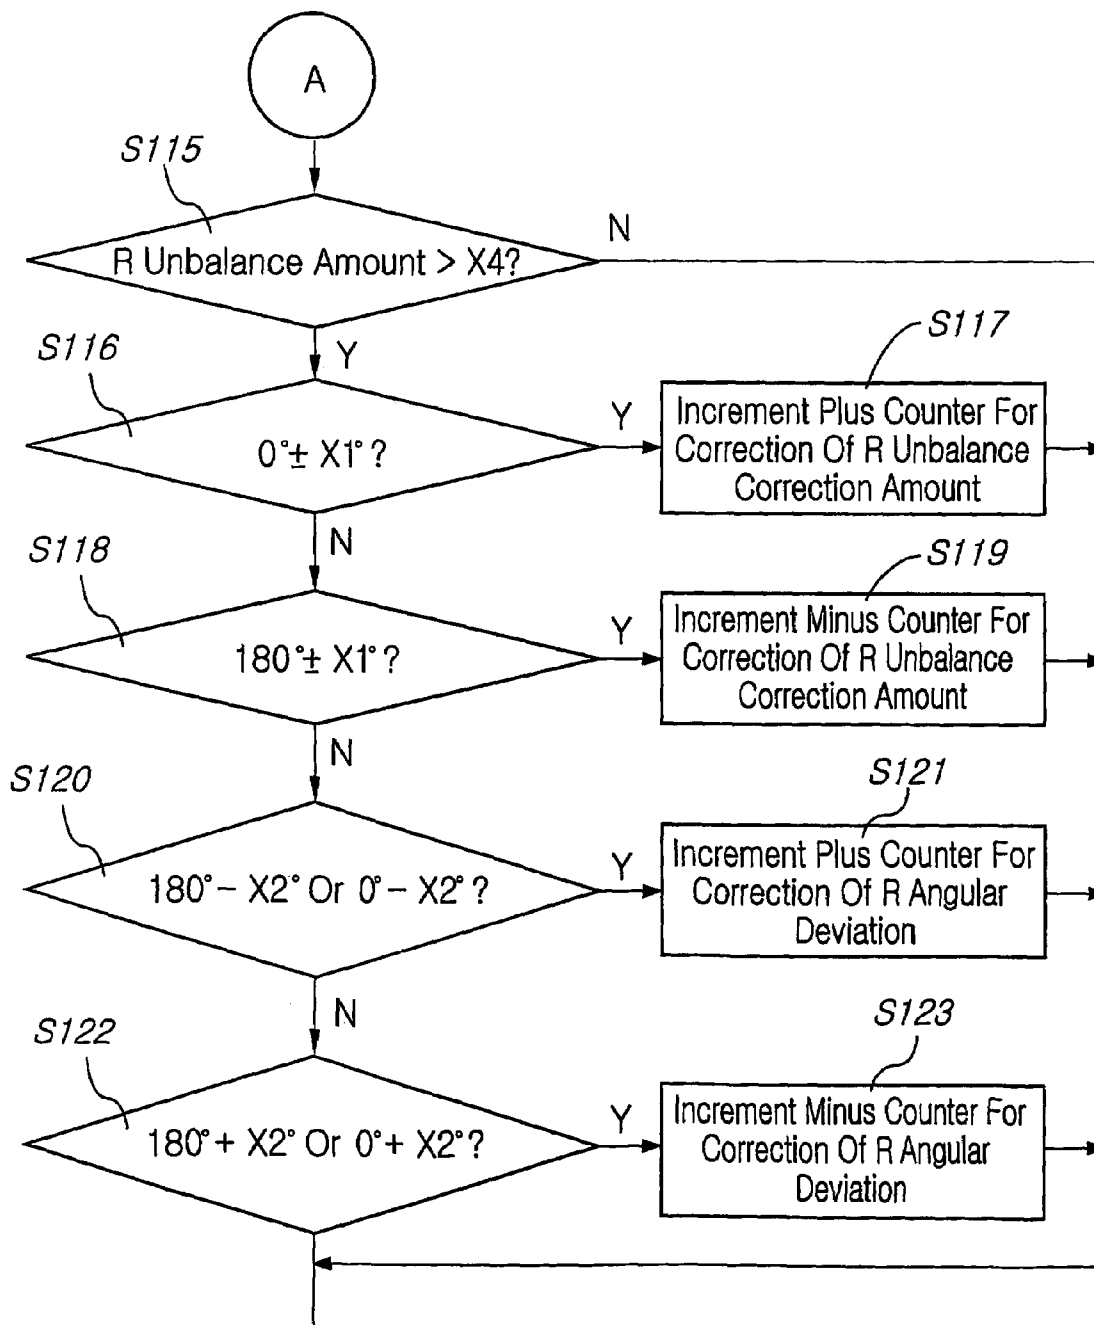 A
S115
R Unbalance Amount > X4?
N
Y
S116
0°± X1°?
Y
S117
Increment Plus Counter For
Correction Of R Unbalance
Correction Amount
N
S118
180°± X1°?
Y
S119
Increment Minus Counter For
Correction Of R Unbalance
Correction Amount
N
S120
180°– X2° Or 0°– X2°?
Y
S121
Increment Plus Counter For
Correction Of R Angular
Deviation
N
S122
180°+ X2° Or 0°+ X2°?
Y
S123
Increment Minus Counter For
Correction Of R Angular
Deviation